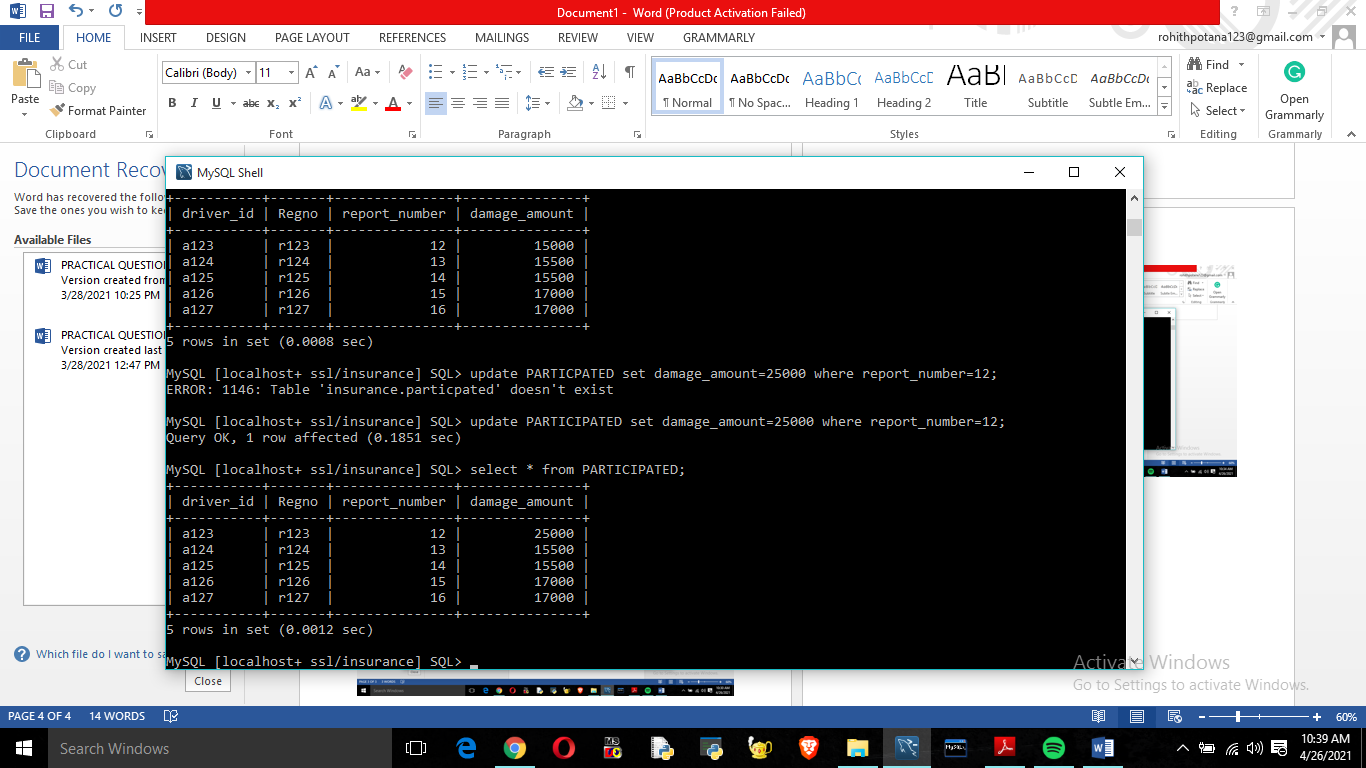 Document1 - Word (Product Activation Failed)
FILE HOME INSERT DESIGN PAGE LAYOUT REFERENCES MAILINGS REVIEW VIEW GRAMMARLY
rohithpotana123@gmail.com
Paste
Cut
Copy
Format Painter
Clipboard
Calibri (Body) 11
Font
Paragraph
AaBbCcDc AaBbCcDc AaBbCc AaBbCcD AaBl AaBbCcD AaBbCcDc
¶ Normal ¶ No Spac... Heading 1 Heading 2 Title Subtitle Subtle Em...
Styles
Find
Replace
Select
Editing
Open
Grammarly
Grammarly
Document Reco
Word has recovered the follo
Save the ones you wish to ke
Available Files
PRACTICAL QUESTIO
Version created from
3/28/2021 10:25 PM
PRACTICAL QUESTIO
Version created last
3/28/2021 12:47 PM
Which file do I want to sa
Close
MySQL Shell
+-----------+-------+---------------+---------------+
| driver_id | Regno | report_number | damage_amount |
+-----------+-------+---------------+---------------+
| a123      | r123  |            12 |         15000 |
| a124      | r124  |            13 |         15500 |
| a125      | r125  |            14 |         15500 |
| a126      | r126  |            15 |         17000 |
| a127      | r127  |            16 |         17000 |
+-----------+-------+---------------+---------------+
5 rows in set (0.0008 sec)
MySQL [localhost+ ssl/insurance] SQL> update PARTICPATED set damage_amount=25000 where report_number=12;
ERROR: 1146: Table 'insurance.particpated' doesn't exist
MySQL [localhost+ ssl/insurance] SQL> update PARTICIPATED set damage_amount=25000 where report_number=12;
Query OK, 1 row affected (0.1851 sec)
MySQL [localhost+ ssl/insurance] SQL> select * from PARTICIPATED;
+-----------+-------+---------------+---------------+
| driver_id | Regno | report_number | damage_amount |
+-----------+-------+---------------+---------------+
| a123      | r123  |            12 |         25000 |
| a124      | r124  |            13 |         15500 |
| a125      | r125  |            14 |         15500 |
| a126      | r126  |            15 |         17000 |
| a127      | r127  |            16 |         17000 |
+-----------+-------+---------------+---------------+
5 rows in set (0.0012 sec)
MySQL [localhost+ ssl/insurance] SQL>
Activate Windows
Go to Settings to activate Windows.
PAGE 4 OF 4 14 WORDS
60%
Search Windows
10:39 AM
4/26/2021